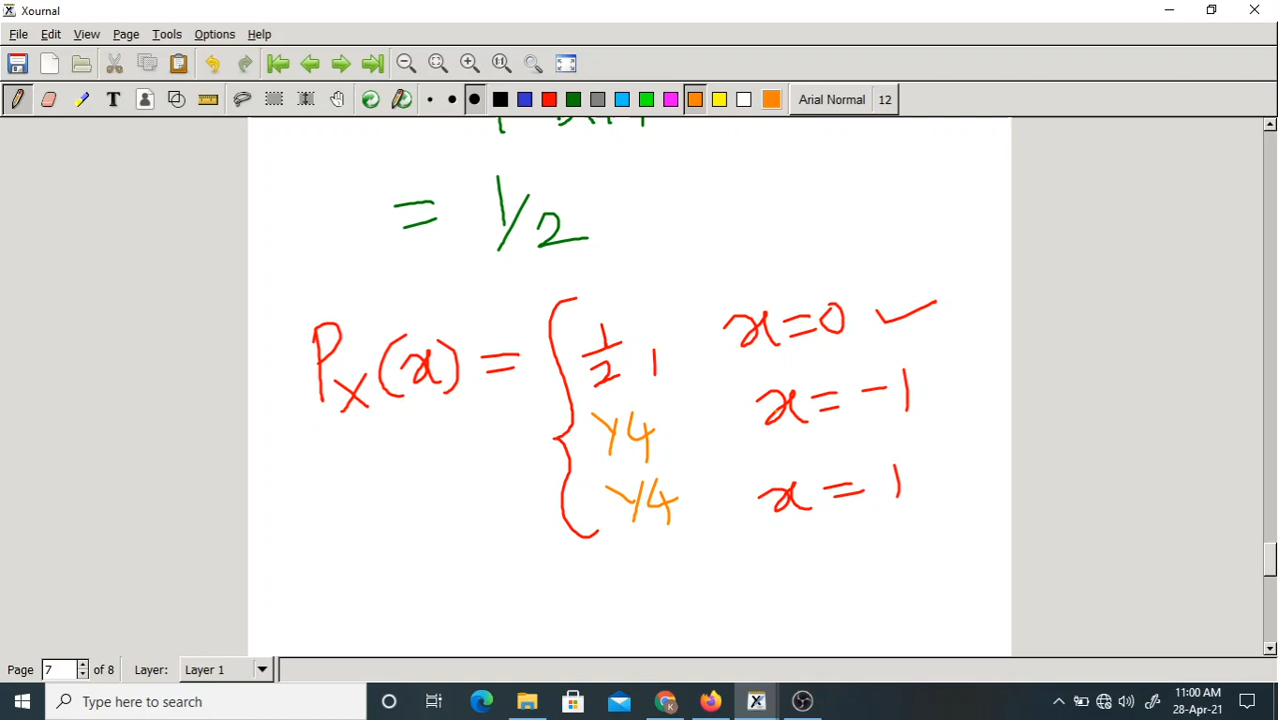 Xournal
File Edit View Page Tools Options Help
Arial Normal 12
= 1/2
P_X(x) = { 1/2 , x=0 ✓
1/4 x=-1
1/4 x=1
Page 7 of 8 Layer: Layer 1
Type here to search
11:00 AM
28-Apr-21